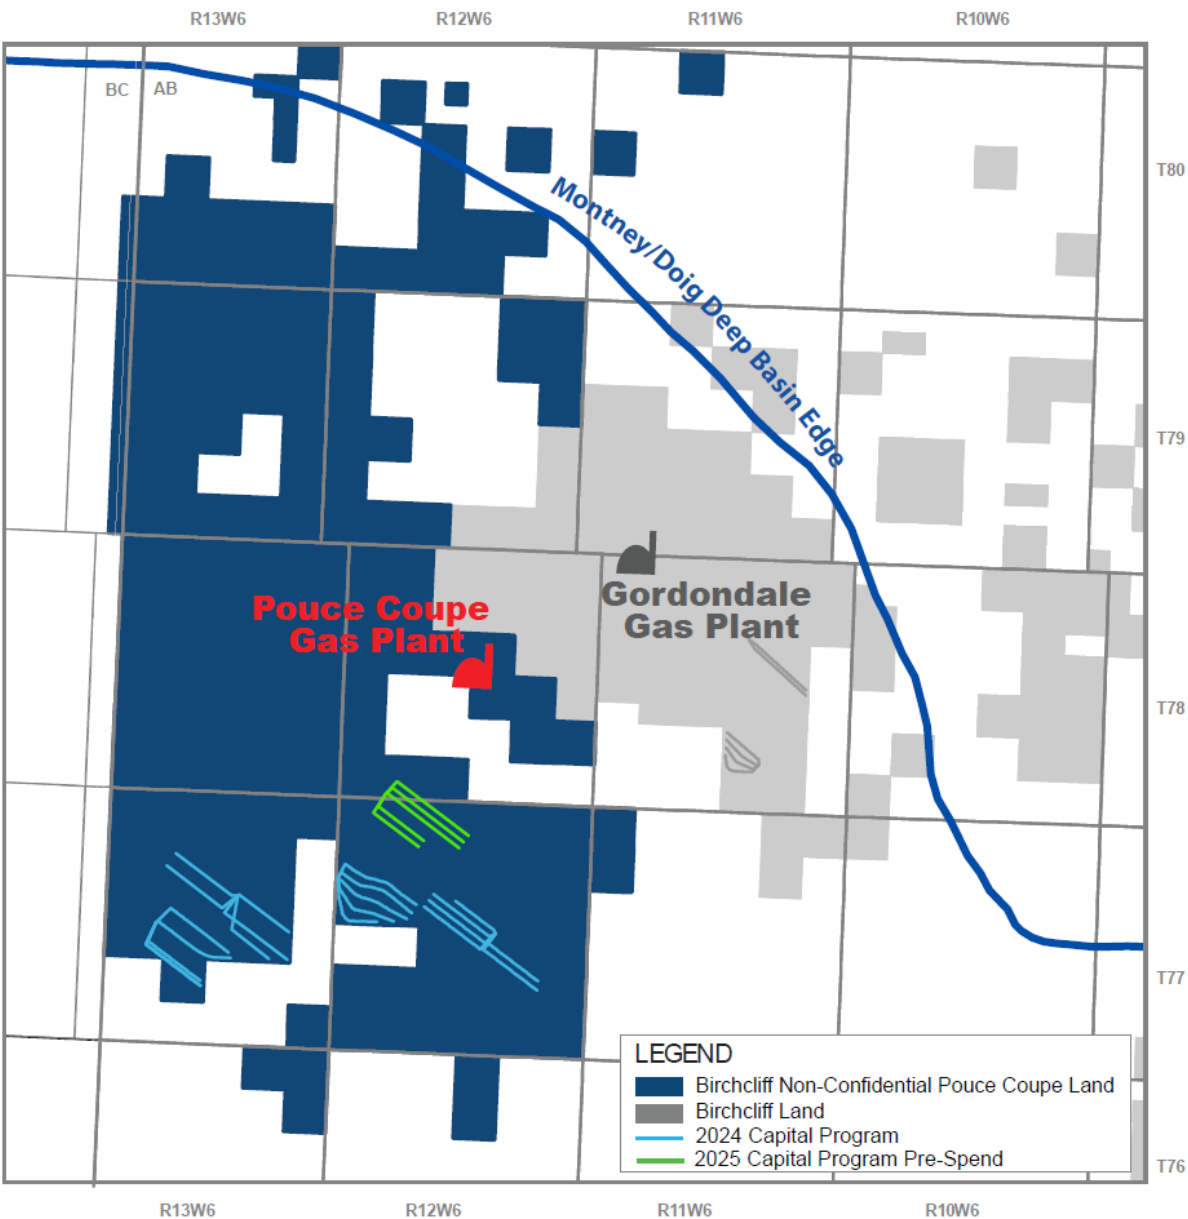 R13W6
R12W6
R11W6
R10W6
BC
AB
T80
Montney/Doig Deep Basin Edge
T79
Pouce Coupe
Gas Plant
Gordondale
Gas Plant
T78
T77
LEGEND
Birchcliff Non-Confidential Pouce Coupe Land
Birchcliff Land
2024 Capital Program
2025 Capital Program Pre-Spend
T76
R13W6
R12W6
R11W6
R10W6